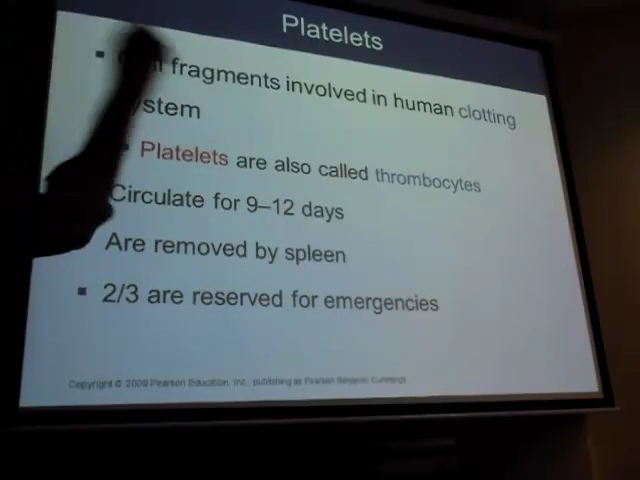 Platelets
fragments involved in human clotting
ystem
Platelets are also called thrombocytes
Circulate for 9–12 days
Are removed by spleen
2/3 are reserved for emergencies
Copyright © 2009 Pearson Education, Inc., publishing as Pearson Benjamin Cummings